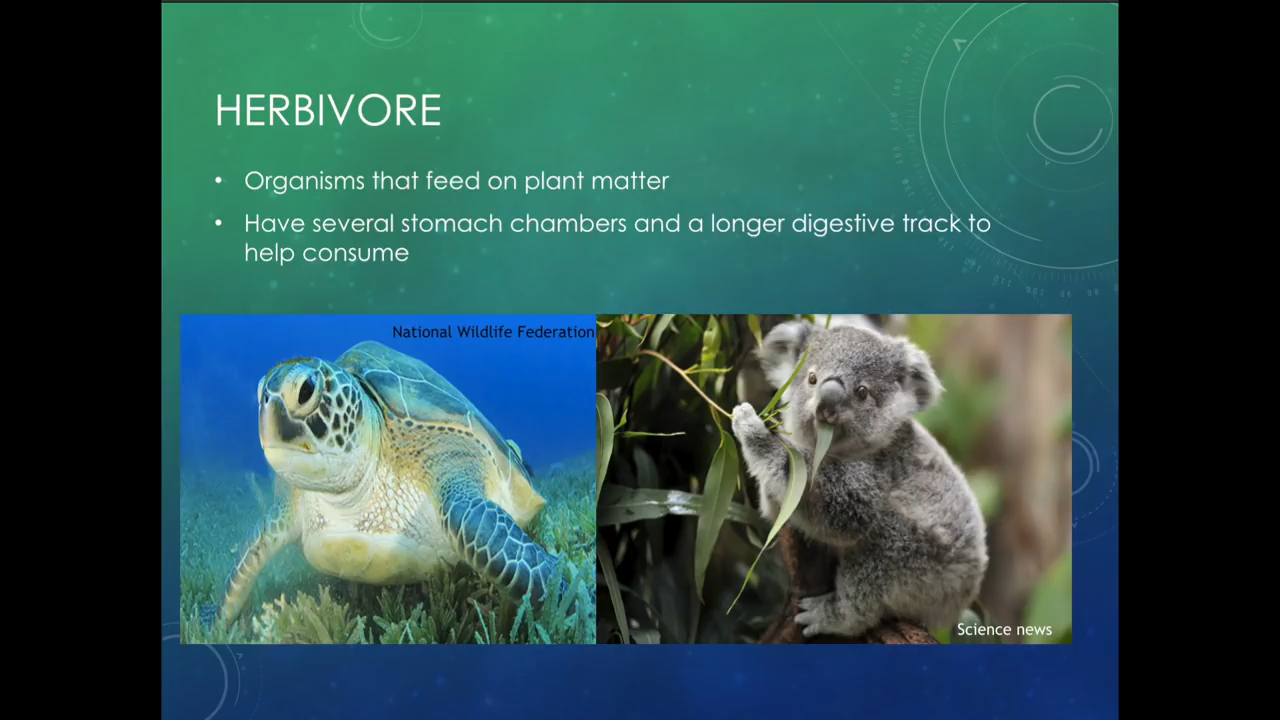 HERBIVORE
• Organisms that feed on plant matter
• Have several stomach chambers and a longer digestive track to
help consume
National Wildlife Federation
Science news